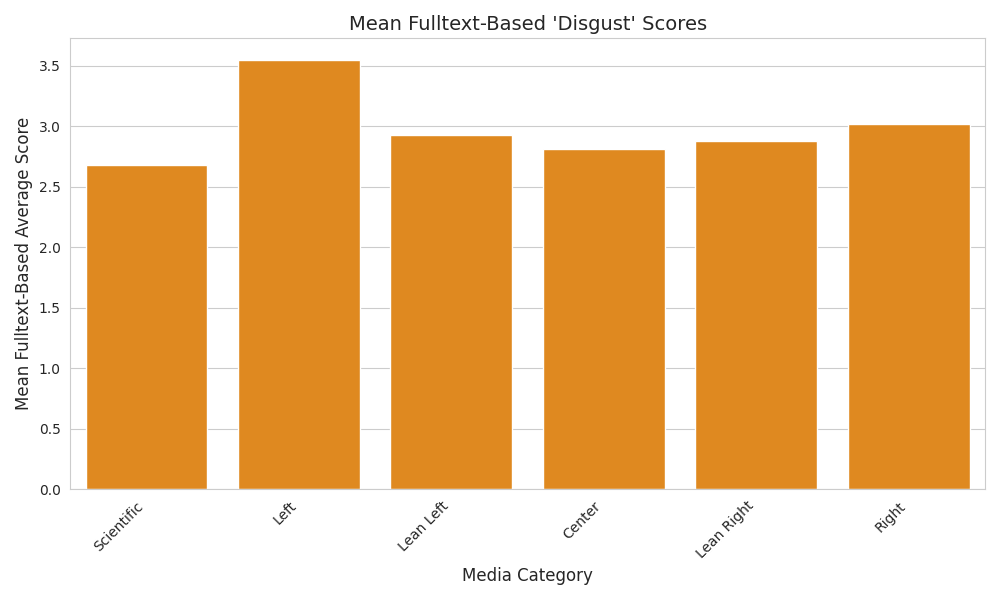 Mean Fulltext-Based 'Disgust' Scores
Mean Fulltext-Based Average Score
3.5
3.0
2.5
2.0
1.5
1.0
0.5
0.0
Scientific
Left
Lean Left
Center
Lean Right
Right
Media Category